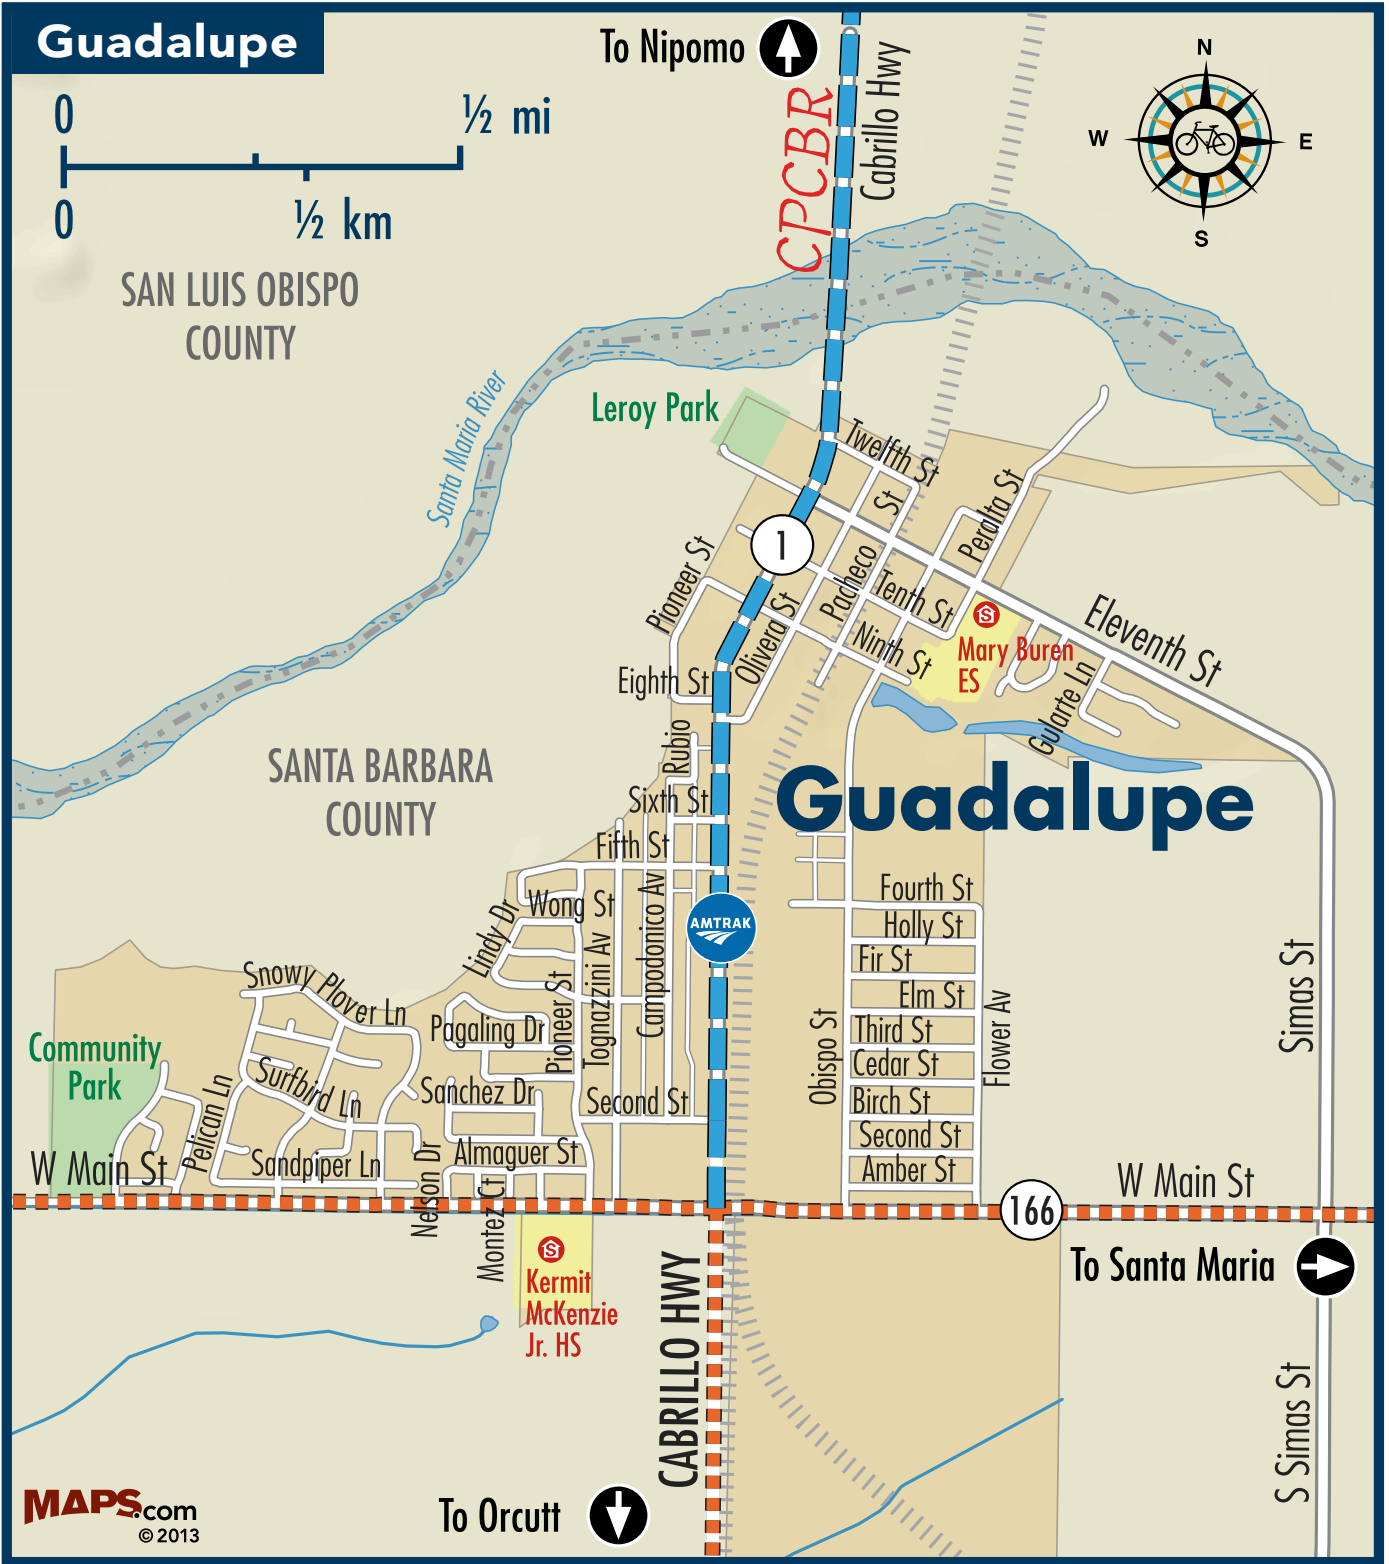 Guadalupe
To Nipomo
Cabrillo Hwy
CPCBR
N
W
E
S
0
½ mi
0
½ km
SAN LUIS OBISPO
COUNTY
Santa Maria River
Leroy Park
Twelfth St
St
Peralta St
1
Pioneer St
Pacheco
Tenth St
Olivera St
Ninth St
Mary Buren
ES
Eleventh St
Gularte Ln
Eighth St
Rubio
SANTA BARBARA
COUNTY
Guadalupe
Sixth St
Fifth St
Wong St
Lindy Dr
Campodonico Av
Tognazzini Av
Pioneer St
AMTRAK
Fourth St
Holly St
Fir St
Elm St
Third St
Cedar St
Birch St
Second St
Amber St
Obispo St
Flower Av
Simas St
Snowy Plover Ln
Pagaling Dr
Community
Park
Surfbird Ln
Sanchez Dr
Second St
Pelican Ln
Almaguer St
Sandpiper Ln
Nelson Dr
Montez Ct
W Main St
W Main St
166
To Santa Maria
Kermit
McKenzie
Jr. HS
CABRILLO HWY
S Simas St
To Orcutt
MAPS.com
© 2013